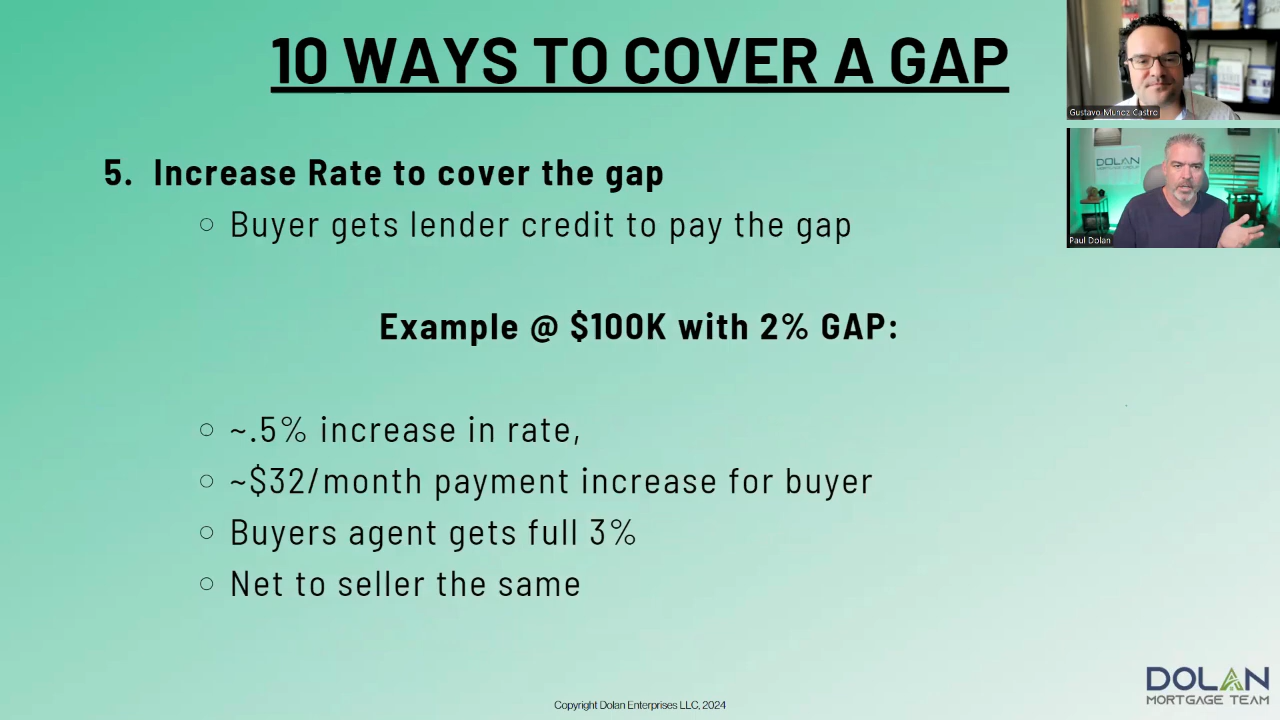 10 WAYS TO COVER A GAP
5. Increase Rate to cover the gap
Buyer gets lender credit to pay the gap
Example @ $100K with 2% GAP:
~.5% increase in rate,
~$32/month payment increase for buyer
Buyers agent gets full 3%
Net to seller the same
Gustavo Munoz Castro
DOLAN
Paul Dolan
DOLAN
MORTGAGE TEAM
Copyright Dolan Enterprises LLC, 2024